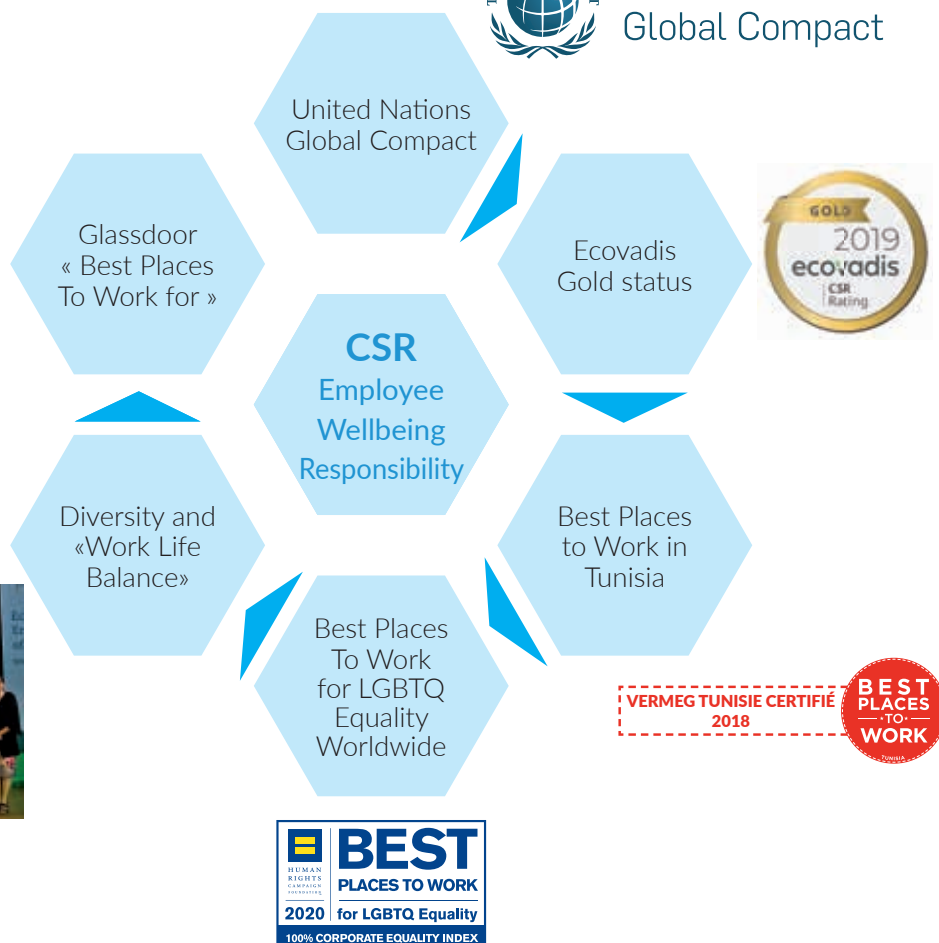 Global Compact
United Nations
Global Compact
Glassdoor
« Best Places
To Work for »
Ecovadis
Gold status
GOLD
2019
ecovadis
CSR
Rating
CSR
Employee
Wellbeing
Responsibility
Diversity and
«Work Life
Balance»
Best Places
to Work in
Tunisia
Best Places
To Work
for LGBTQ
Equality
Worldwide
VERMEG TUNISIE CERTIFIÉ
2018
BEST
PLACES
TO
WORK
TUNISIA
HUMAN
RIGHTS
CAMPAIGN
FOUNDATION
2020
BEST
PLACES TO WORK
for LGBTQ Equality
100% CORPORATE EQUALITY INDEX